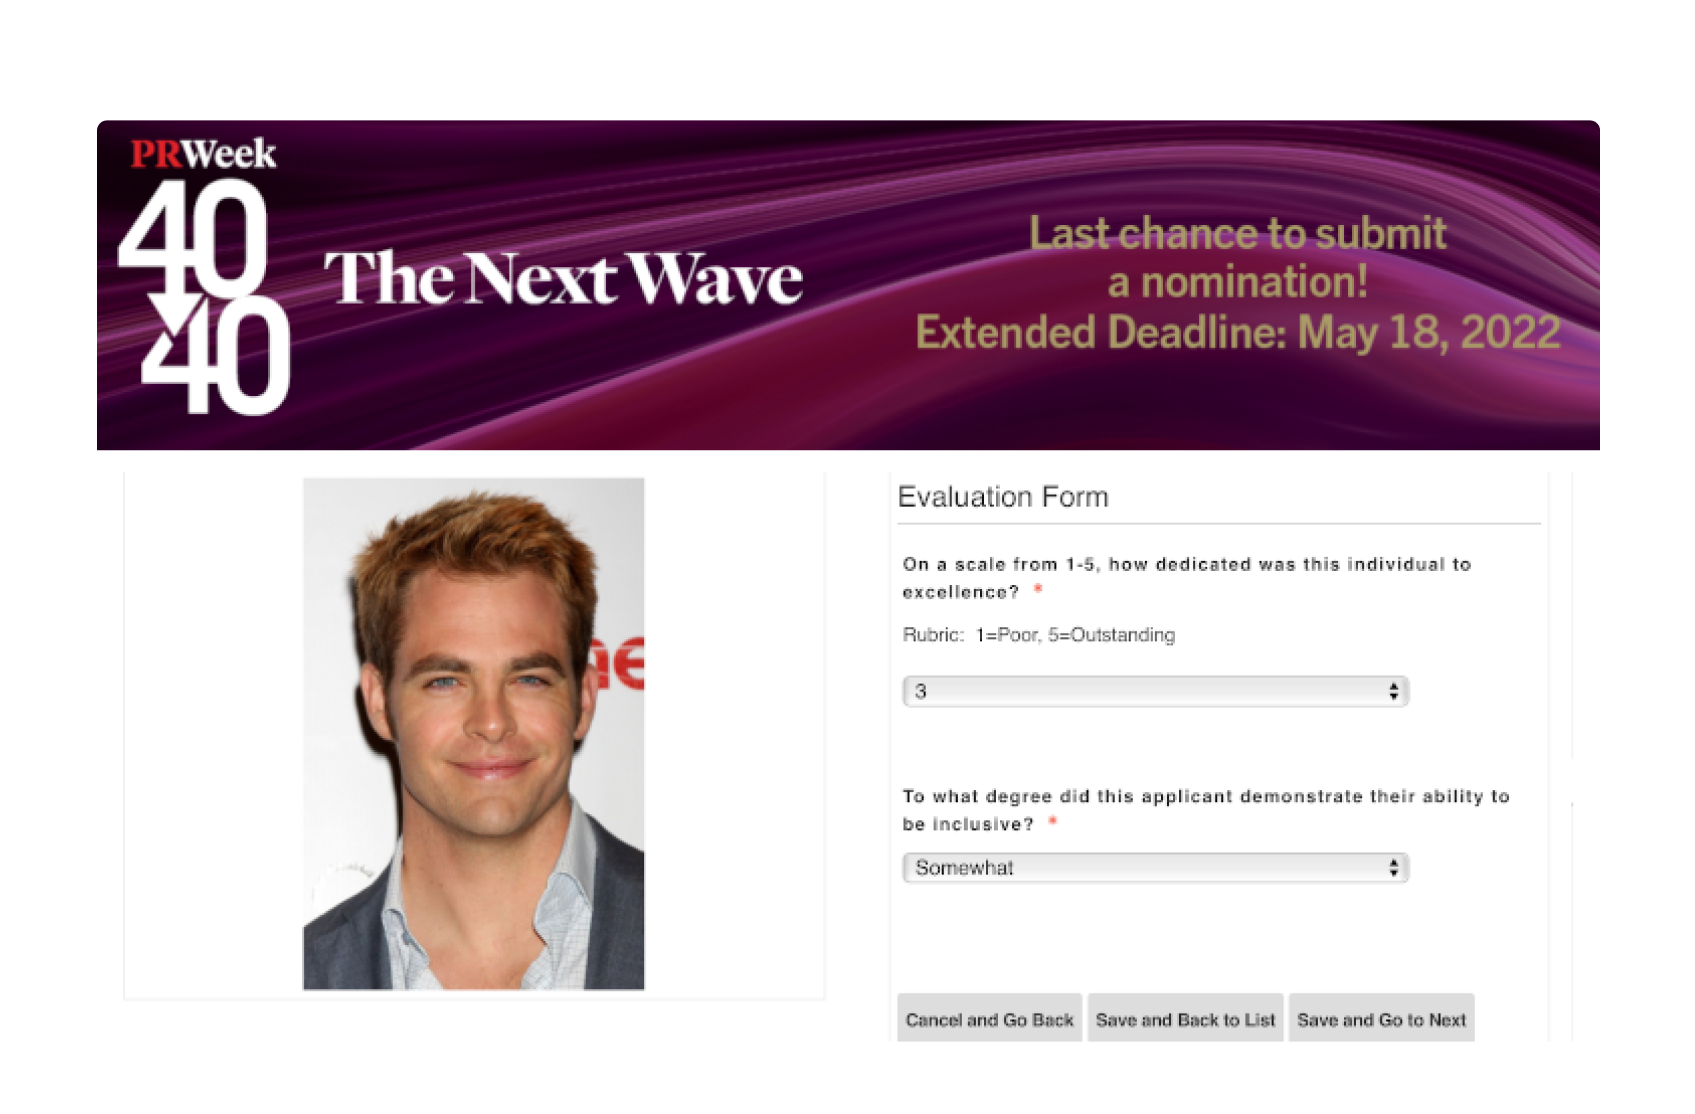 PRWeek
40
40
The Next Wave
Last chance to submit
a nomination!
Extended Deadline: May 18, 2022
Evaluation Form
On a scale from 1-5, how dedicated was this individual to
excellence? *
Rubric: 1=Poor, 5=Outstanding
3
To what degree did this applicant demonstrate their ability to
be inclusive? *
Somewhat
Cancel and Go Back
Save and Back to List
Save and Go to Next